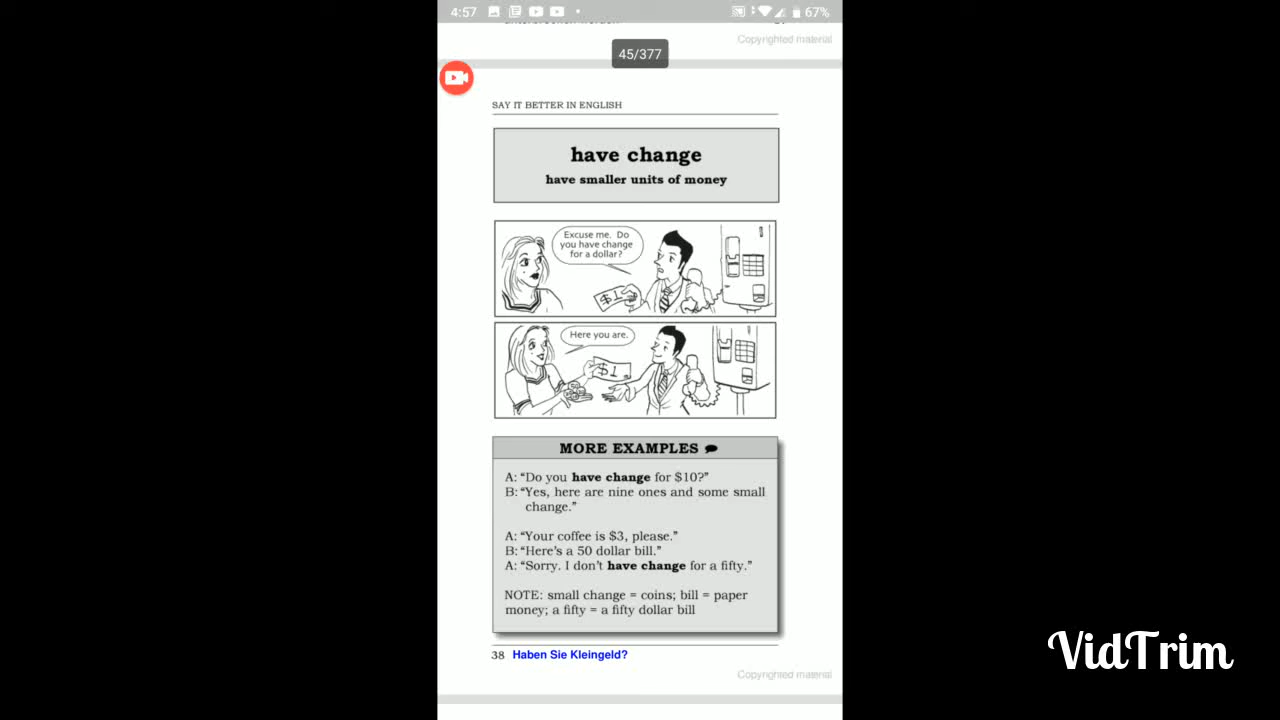 4:57
67%
Copyrighted material
45/377
SAY IT BETTER IN ENGLISH
have change
have smaller units of money
Excuse me. Do
you have change
for a dollar?
$1
Here you are.
$1
MORE EXAMPLES
A: “Do you have change for $10?”
B: “Yes, here are nine ones and some small
change.”
A: “Your coffee is $3, please.”
B: “Here’s a 50 dollar bill.”
A: “Sorry. I don’t have change for a fifty.”
NOTE: small change = coins; bill = paper
money; a fifty = a fifty dollar bill
38 Haben Sie Kleingeld?
Copyrighted material
VidTrim